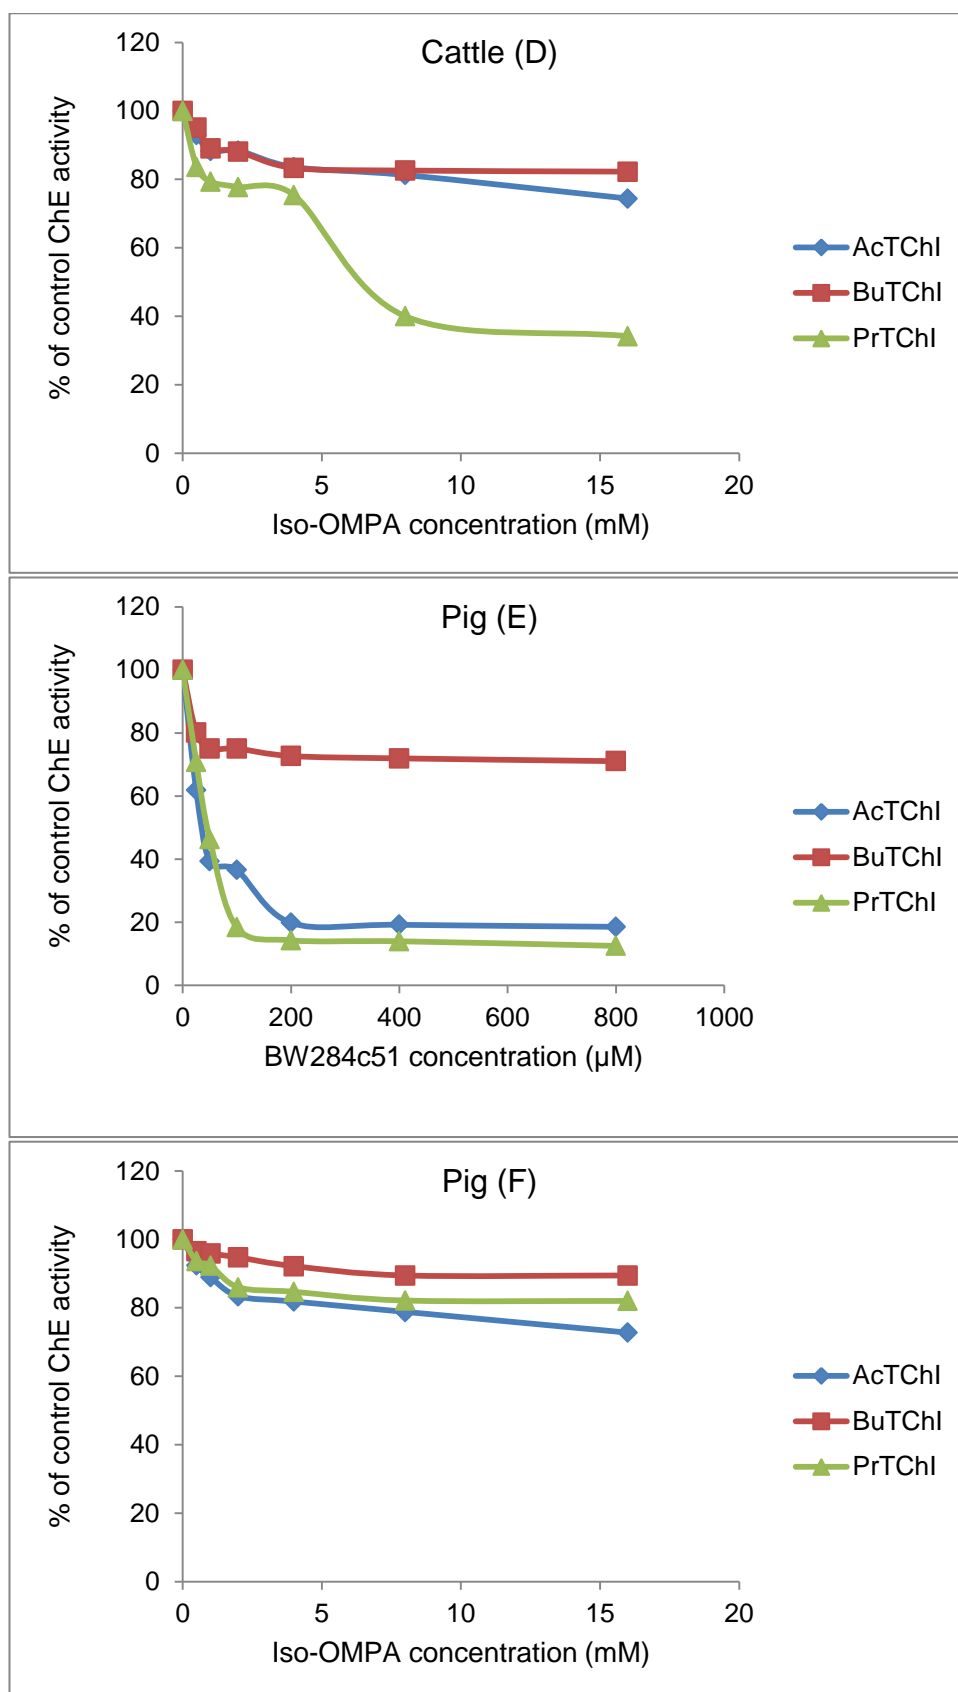 Cattle (D)
% of control ChE activity
120
100
80
60
40
20
0
0 5 10 15 20
Iso-OMPA concentration (mM)
AcTChI
BuTChI
PrTChI
Pig (E)
% of control ChE activity
120
100
80
60
40
20
0
0 200 400 600 800 1000
BW284c51 concentration (µM)
AcTChI
BuTChI
PrTChI
Pig (F)
% of control ChE activity
120
100
80
60
40
20
0
0 5 10 15 20
Iso-OMPA concentration (mM)
AcTChI
BuTChI
PrTChI